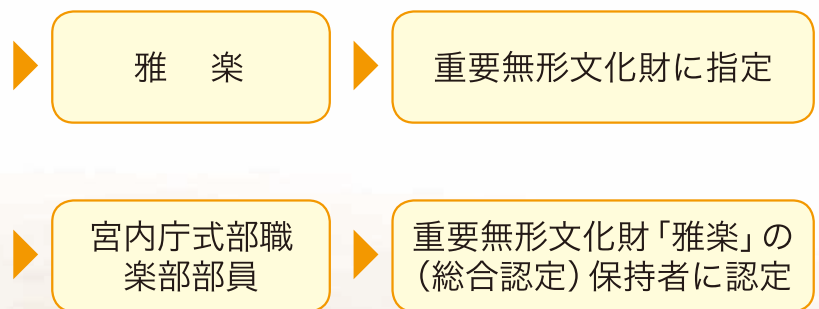 雅　楽
重要無形文化財に指定
宮内庁式部職
楽部部員
重要無形文化財「雅楽」の
（総合認定）保持者に認定